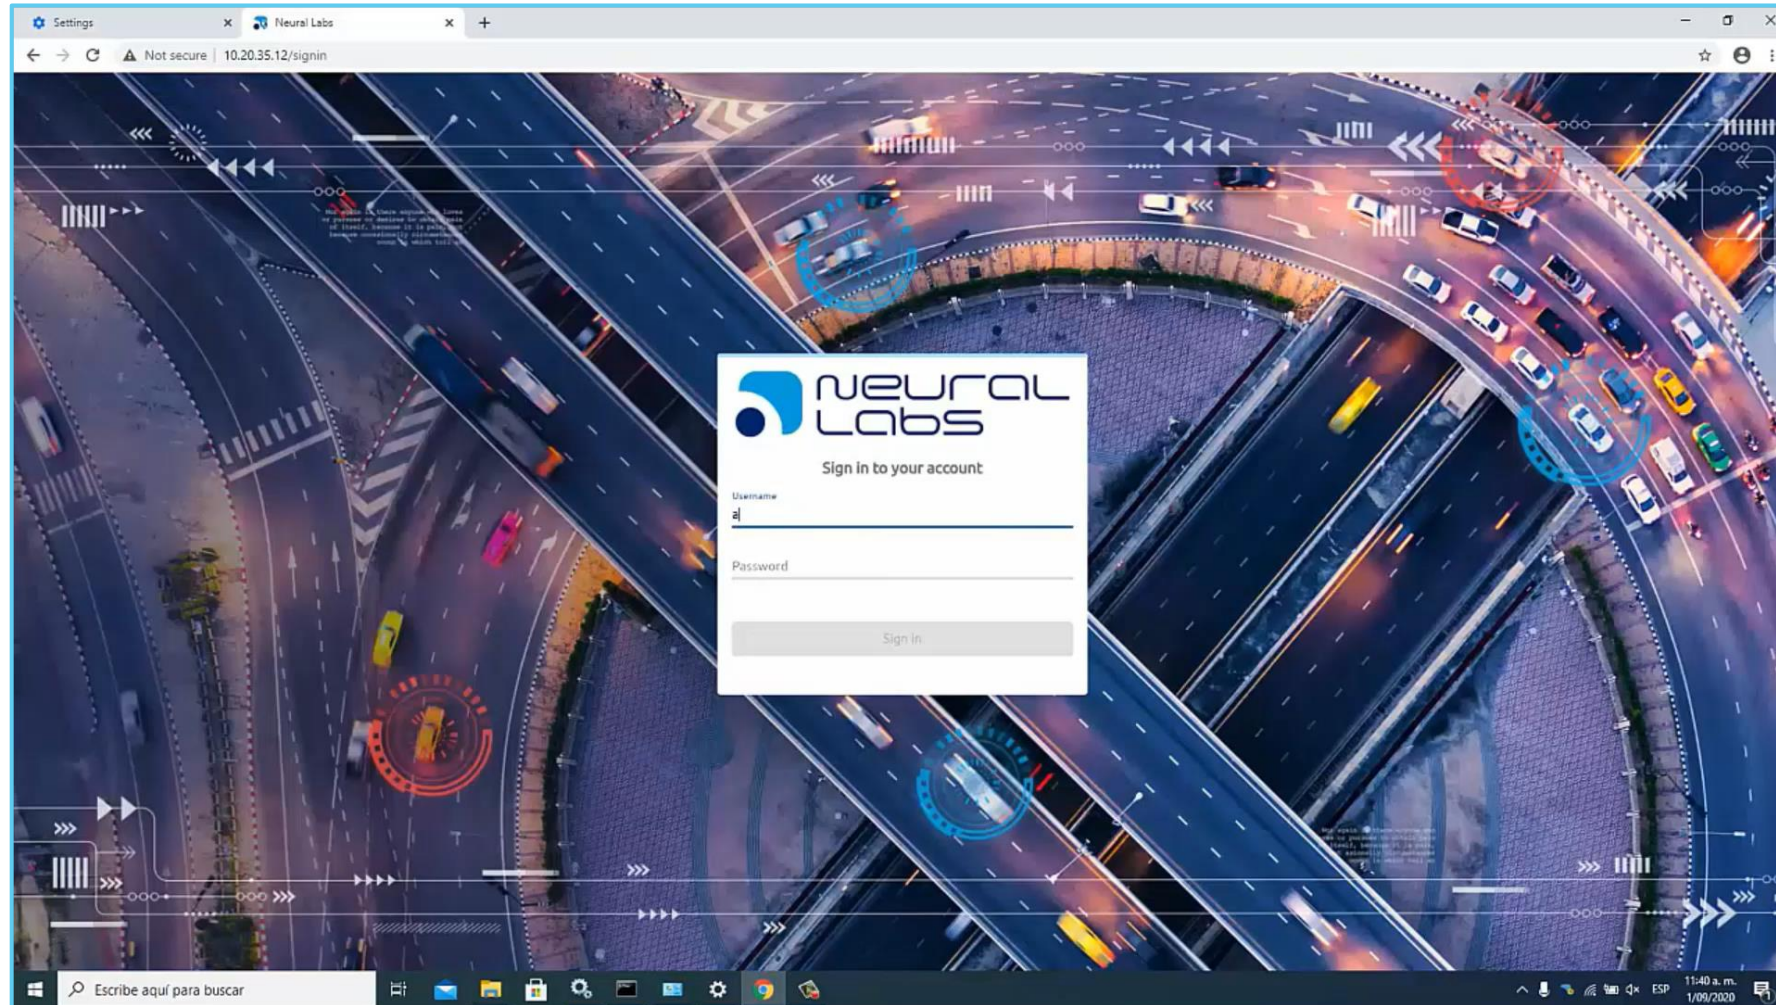 Settings
Neural Labs
Not secure
10.20.35.12/signin
Neural
Labs
Sign in to your account
Username
a
Password
Sign in
Escribe aquí para buscar
ESP
11:40 a. m.
1/09/2020